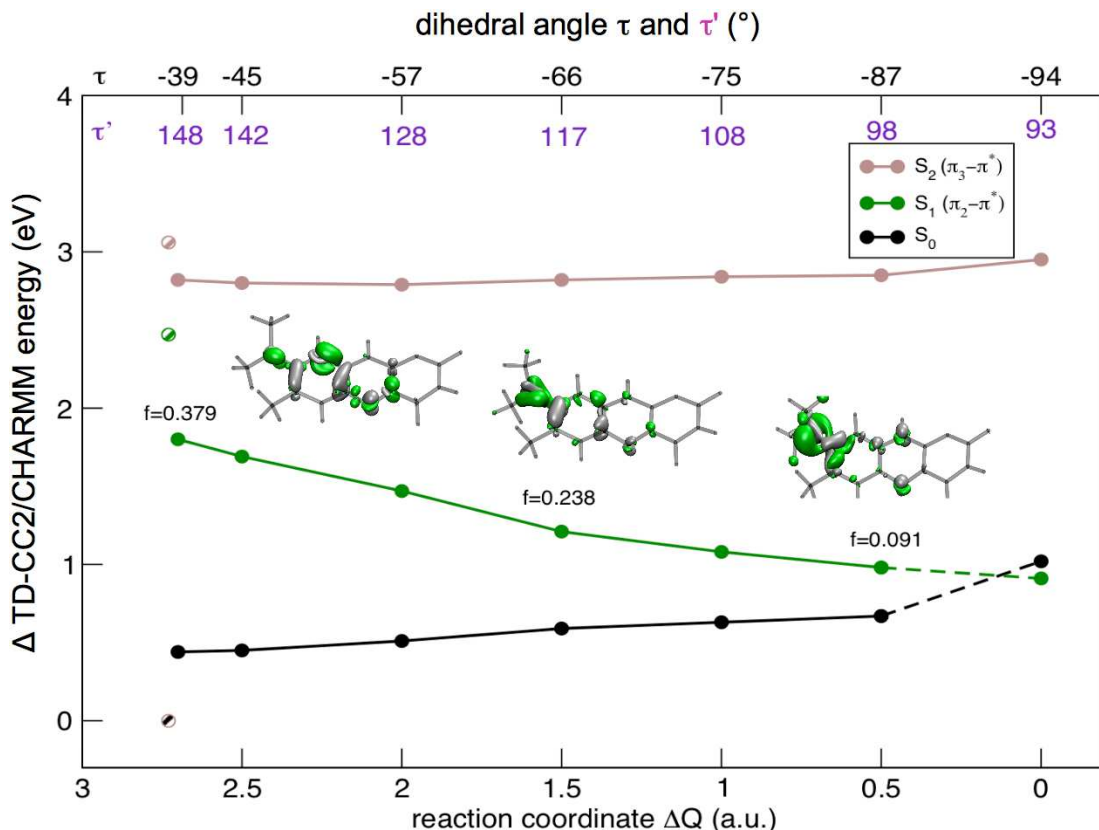 dihedral angle τ and τ' (°)
τ -39 -45 -57 -66 -75 -87 -94
4
τ' 148 142 128 117 108 98 93
S2 (π3−π*)
S1 (π2−π*)
S0
3
2
1
0
Δ TD-CC2/CHARMM energy (eV)
f=0.379
f=0.238
f=0.091
3 2.5 2 1.5 1 0.5 0
reaction coordinate ΔQ (a.u.)